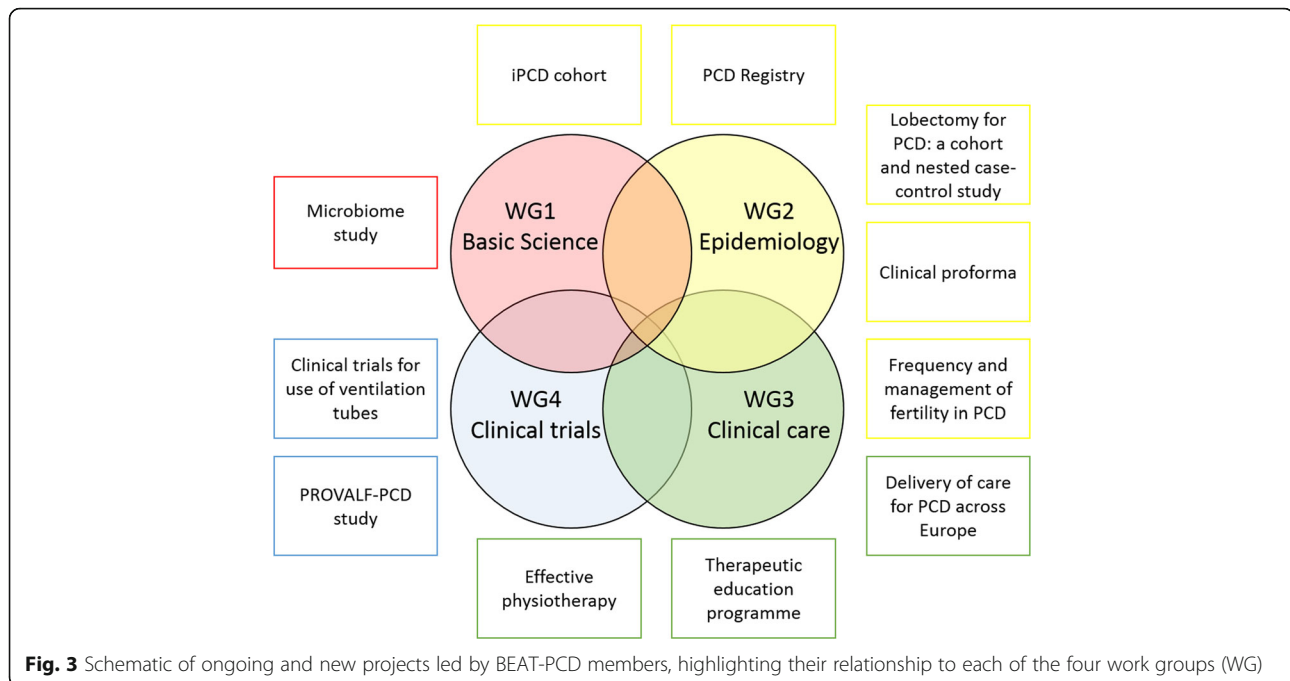 iPCD cohort
PCD Registry
Lobectomy for
PCD: a cohort
and nested case-
control study
Microbiome
study
WG1
Basic Science
WG2
Epidemiology
Clinical proforma
Clinical trials for
use of ventilation
tubes
WG4
Clinical trials
WG3
Clinical care
Frequency and
management of
fertility in PCD
PROVALF-PCD
study
Delivery of care
for PCD across
Europe
Effective
physiotherapy
Therapeutic
education
programme
Fig. 3 Schematic of ongoing and new projects led by BEAT-PCD members, highlighting their relationship to each of the four work groups (WG)